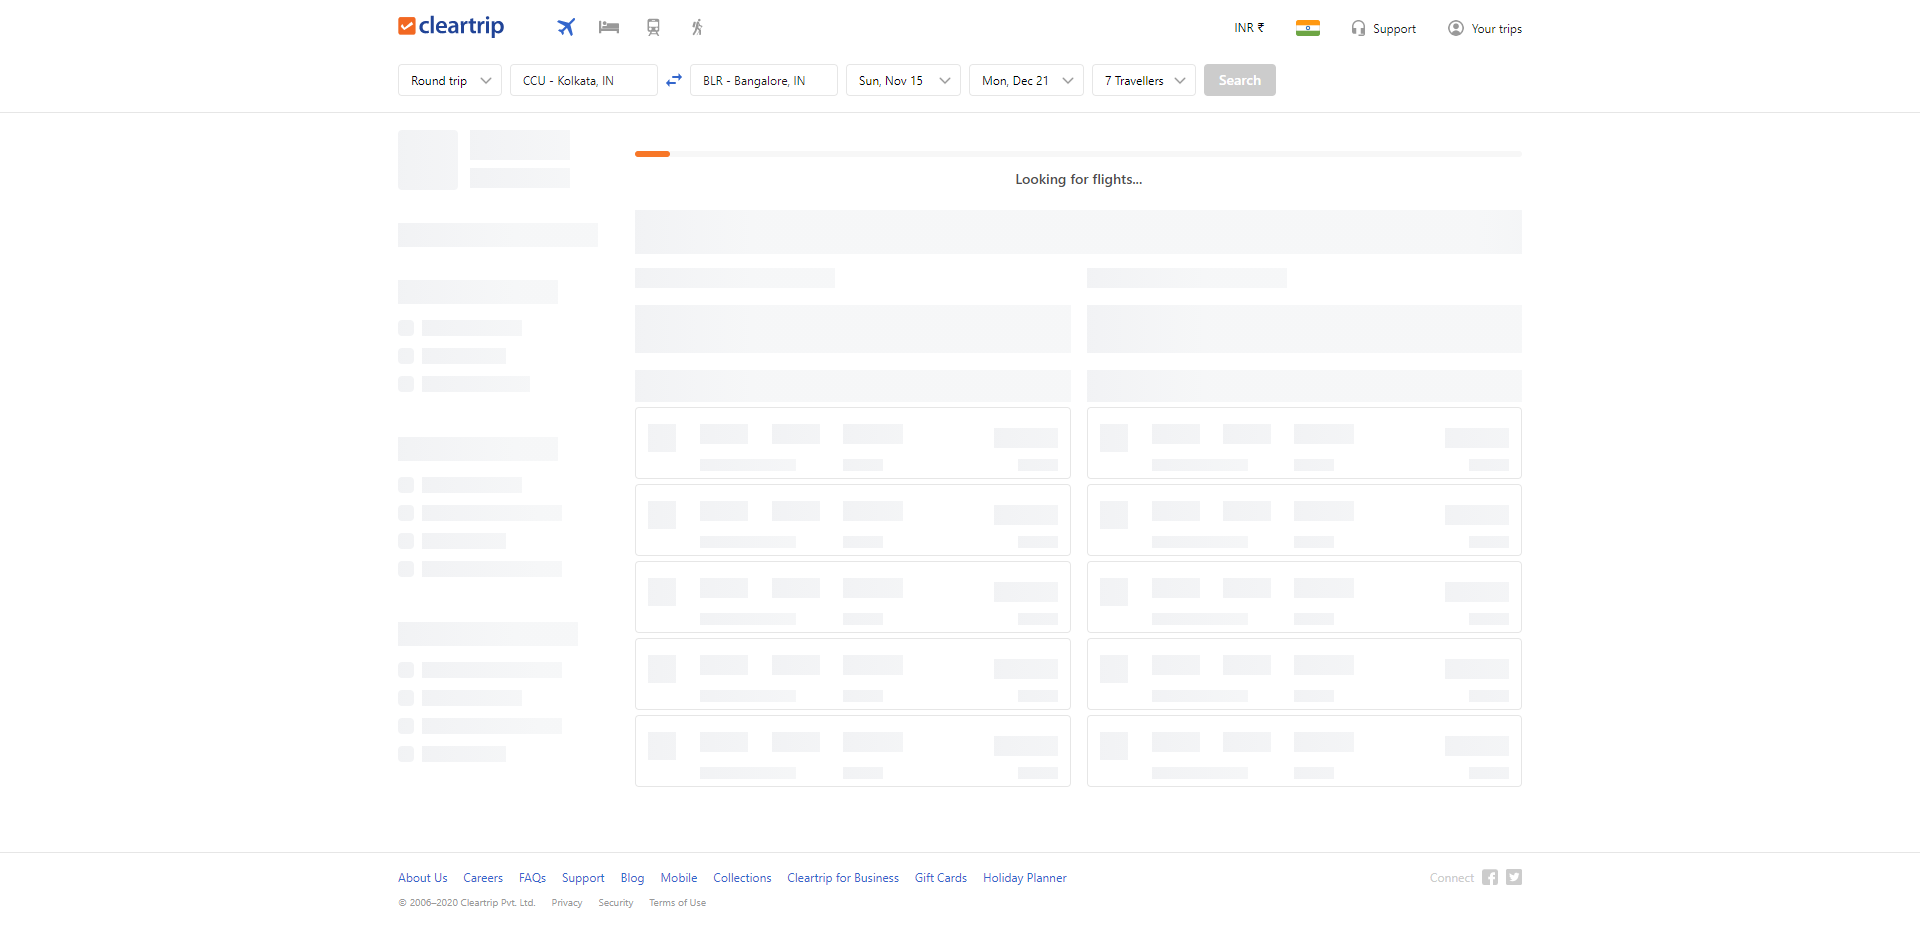 cleartrip INR ₹ Support Your trips
Round trip CCU - Kolkata, IN BLR - Bangalore, IN Sun, Nov 15 Mon, Dec 21 7 Travellers Search
Looking for flights...
About Us Careers FAQs Support Blog Mobile Collections Cleartrip for Business Gift Cards Holiday Planner Connect
© 2006–2020 Cleartrip Pvt. Ltd. Privacy Security Terms of Use